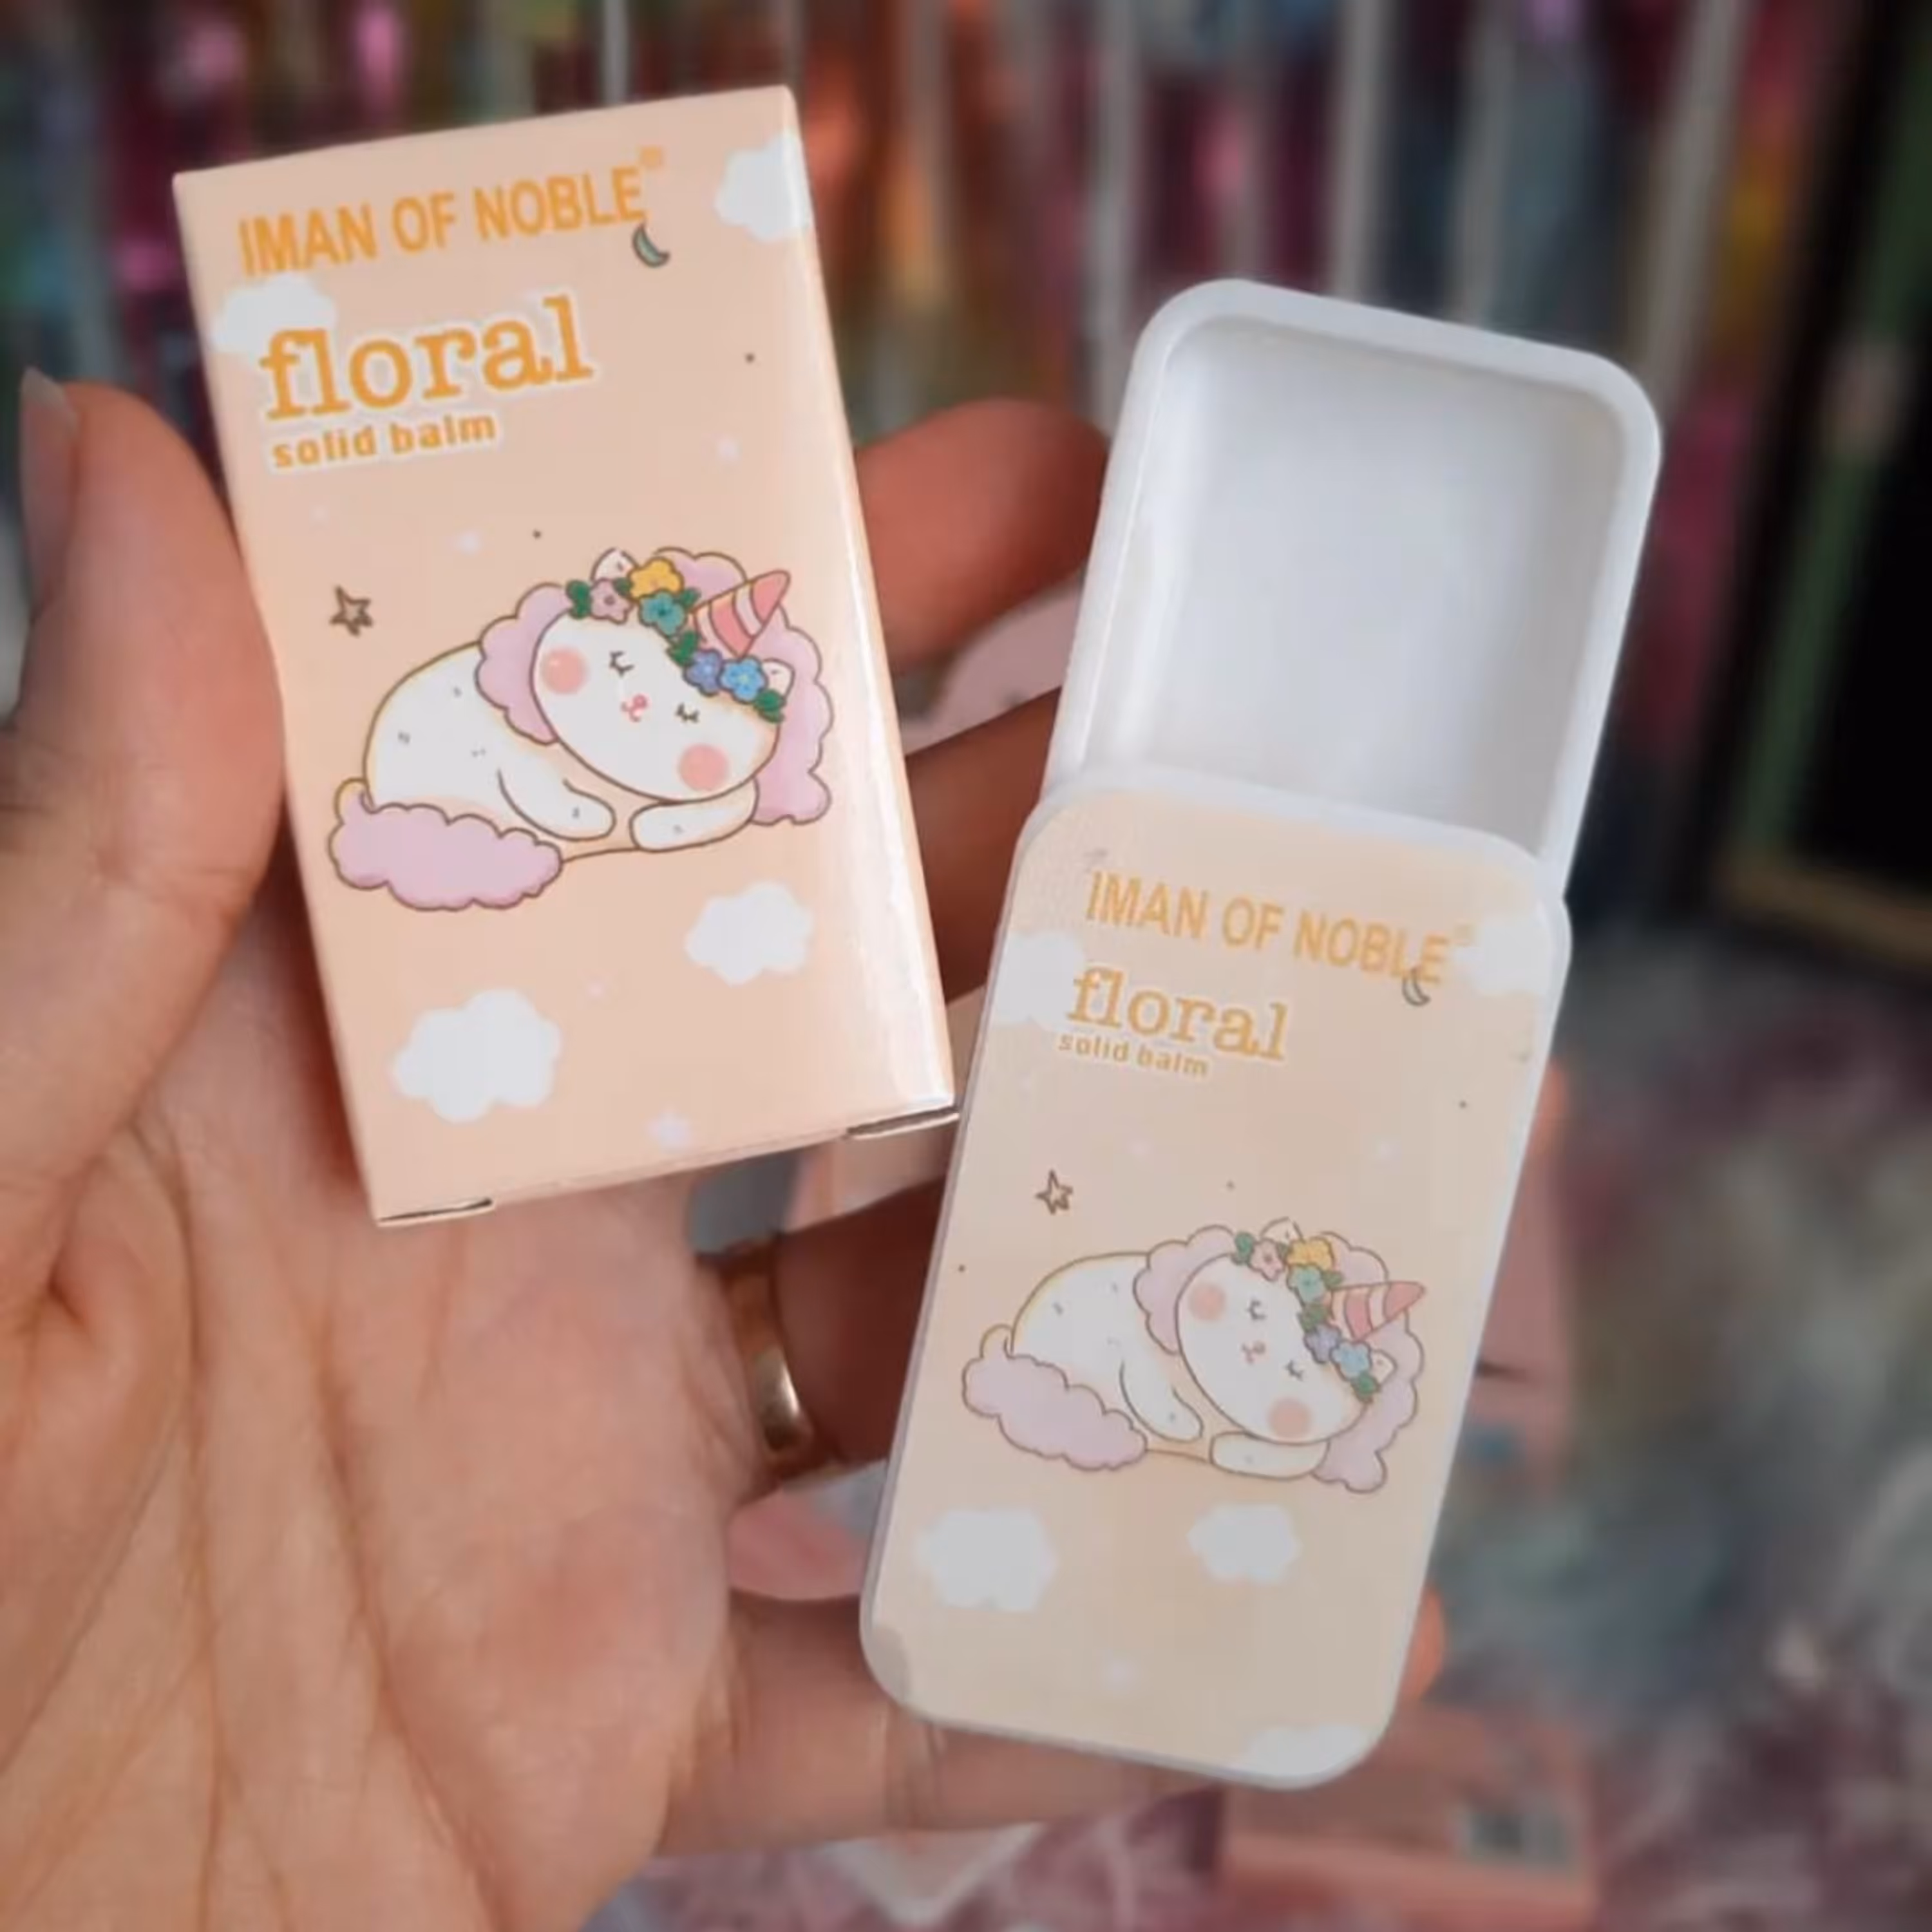 IMAN OF NOBLE
floral
solid balm
IMAN OF NOBLE
floral
solid balm